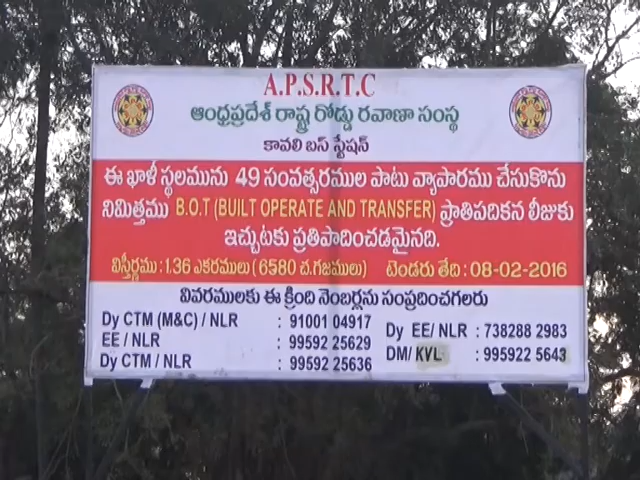 A.P.S.R.T.C
ఆంధ్రప్రదేశ్ రాష్ట్ర రోడ్డు రవాణా సంస్థ
కావలి బస్ స్టేషన్
ఈ ఖాళీ స్థలమును 49 సంవత్సరముల పాటు వ్యాపారము చేసుకొను
నిమిత్తము B.O.T (BUILT OPERATE AND TRANSFER) ప్రాతిపదికన లీజుకు
ఇచ్చుటకు ప్రతిపాదించడమైనది.
విస్తీర్ణము : 1.36 ఎకరములు (6580 చ.గజములు) టెండరు తేది : 08-02-2016
వివరములకు ఈ క్రింది నెంబర్లను సంప్రదించగలరు
Dy CTM (M&C) / NLR : 91001 04917
EE / NLR : 99592 25629
Dy CTM / NLR : 99592 25636
Dy EE/ NLR : 738288 2983
DM/ KVL : 995922 5643